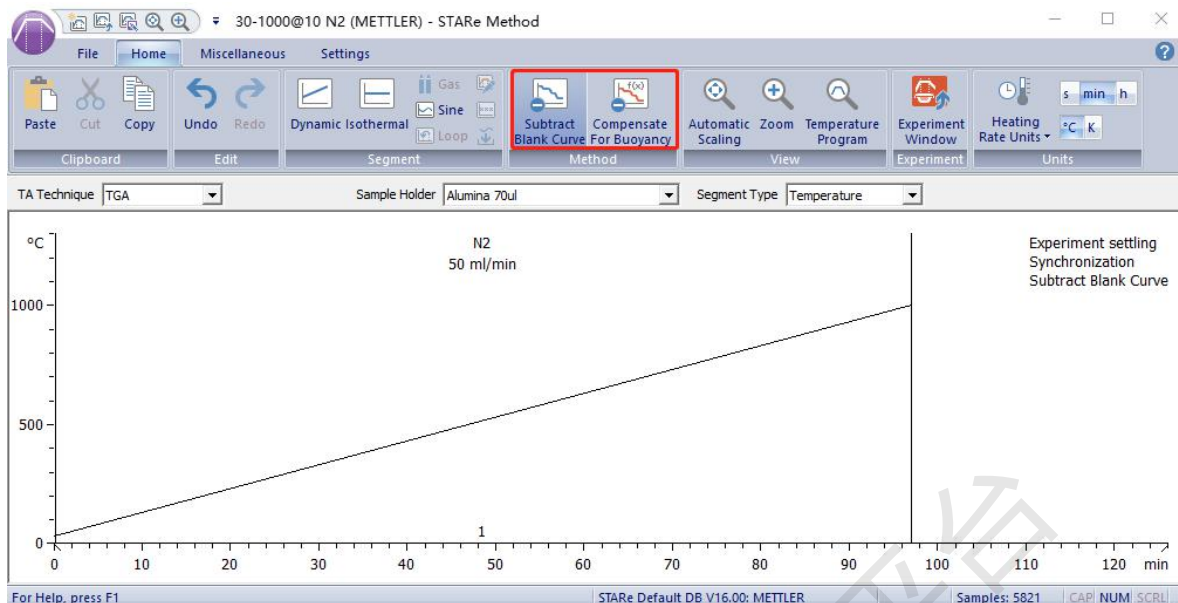 30-1000@10 N2 (METTLER) - STARe Method
File Home Miscellaneous Settings
Paste Cut Copy Undo Redo Dynamic Isothermal Gas Sine Loop Subtract Blank Curve Compensate For Buoyancy f(x) Automatic Scaling Zoom Temperature Program Experiment Window Heating Rate Units s min h °C K
Clipboard Edit Segment Method View Experiment Units
TA Technique TGA Sample Holder Alumina 70ul Segment Type Temperature
°C
N2
50 ml/min
Experiment settling
Synchronization
Subtract Blank Curve
1000
500
1
0
0 10 20 30 40 50 60 70 80 90 100 110 120 min
平台
For Help, press F1 STARe Default DB V16.00: METTLER Samples: 5821 CAP NUM SCRL